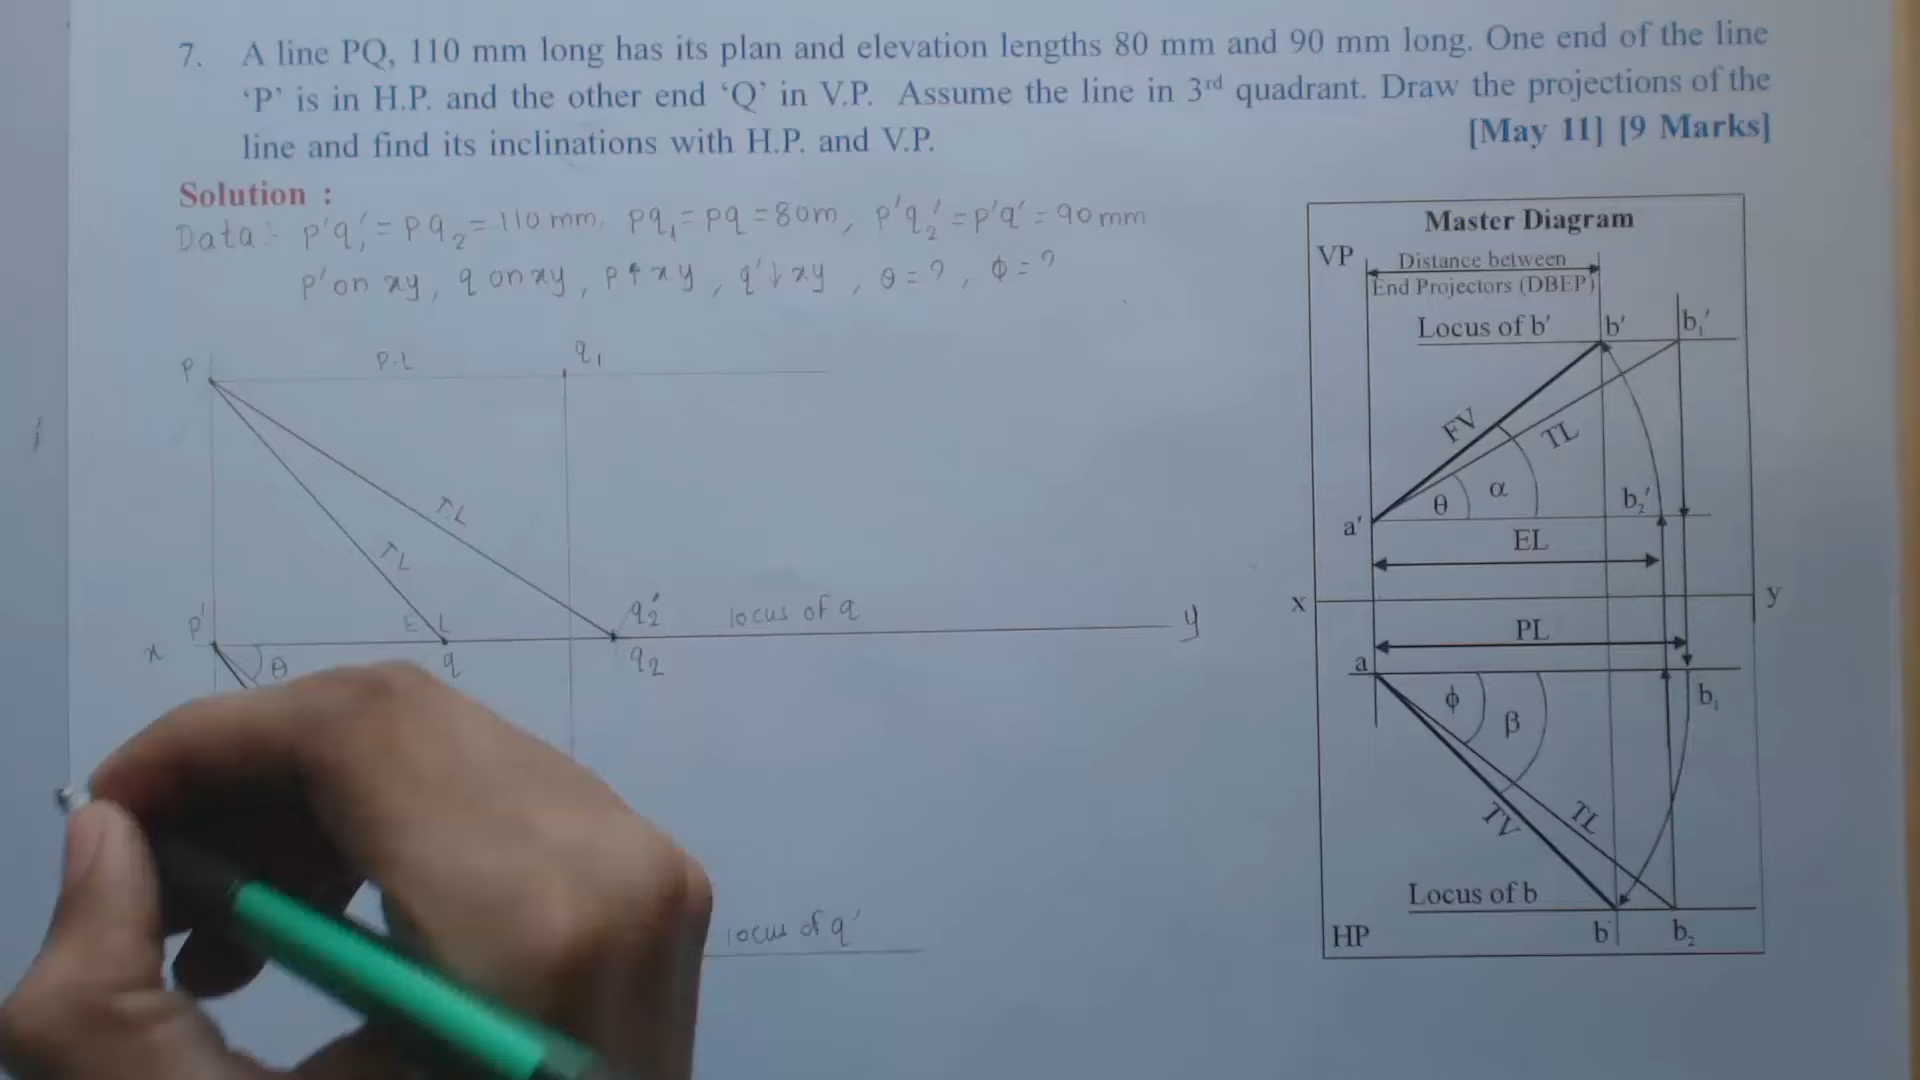 7. A line PQ, 110 mm long has its plan and elevation lengths 80 mm and 90 mm long. One end of the line
‘P’ is in H.P. and the other end ‘Q’ in V.P. Assume the line in 3rd quadrant. Draw the projections of the
line and find its inclinations with H.P. and V.P. [May 11] [9 Marks]
Solution :
Data :- p'q₁' = pq₂ = 110 mm, pq₁ = pq = 80m, p'q₂' = p'q' = 90 mm
p' on xy, q on xy, p↑xy, q'↓xy, θ = ?, ϕ = ?
P P.L q₁
T.L
TL
p' E L q₂' locus of q y
x θ q q₂
locus of q'
Master Diagram
VP Distance between
End Projectors (DBEP)
Locus of b′ b′ b₁′
FV TL
a′ θ α b₂′
EL
x y
PL
a
ϕ β b₁
TV TL
Locus of b
HP b b₂